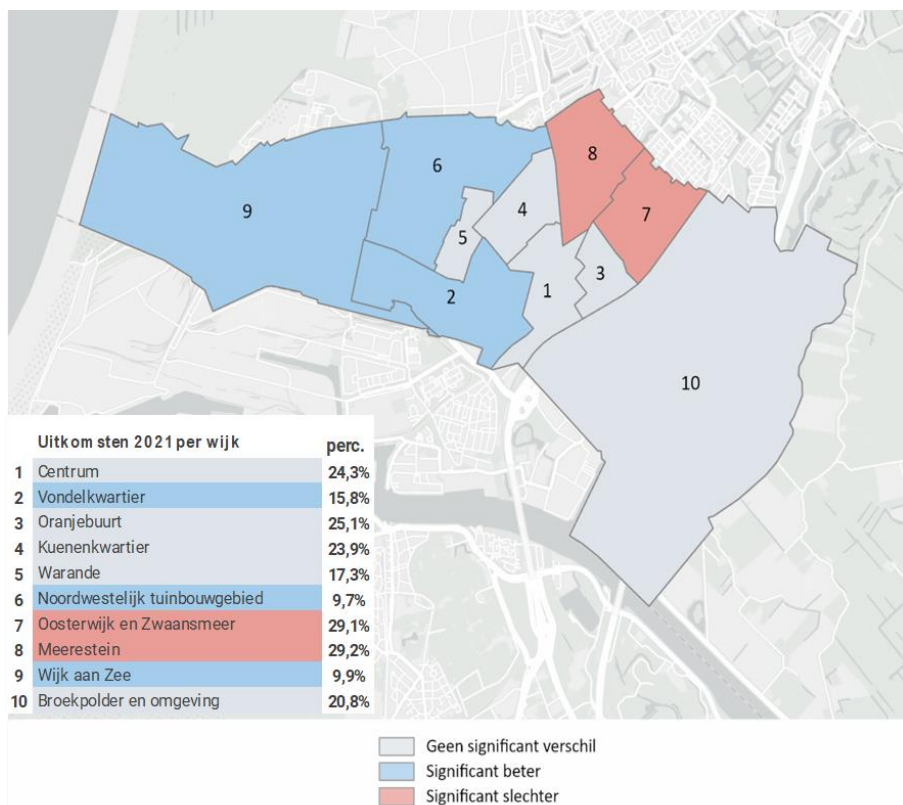 9
6
8
4
7
5
2
1
3
10
Uitkomsten 2021 per wijk perc.
1 Centrum 24,3%
2 Vondelkwartier 15,8%
3 Oranjebuurt 25,1%
4 Kuenenkwartier 23,9%
5 Warande 17,3%
6 Noordwestelijk tuinbouwgebied 9,7%
7 Oosterwijk en Zwaansmeer 29,1%
8 Meerestein 29,2%
9 Wijk aan Zee 9,9%
10 Broekpolder en omgeving 20,8%
Geen significant verschil
Significant beter
Significant slechter